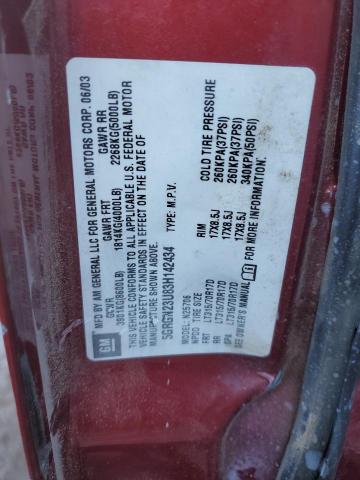 MFD BY AM GENERAL LLC FOR GENERAL MOTORS CORP. 06/03
GVWR GAWR FRT GAWR RR
3901KG(8600LB) 1814KG(4000LB) 2268KG(5000LB)
THIS VEHICLE CONFORMS TO ALL APPLICABLE U.S. FEDERAL MOTOR
VEHICLE SAFETY STANDARDS IN EFFECT ON THE DATE OF
MANUFACTURE SHOWN ABOVE.
5GRGN23U83H142434 TYPE: M.P.V.
GM
MODEL: N25706
TIRE SIZE RIM COLD TIRE PRESSURE
FRT LT315/70R17D 17X8.5J 260KPA(37PSI)
RR LT315/70R17D 17X8.5J 260KPA(37PSI)
SPA LT315/70R17D 17X8.5J 340KPA(50PSI)
SEE OWNER'S MANUAL